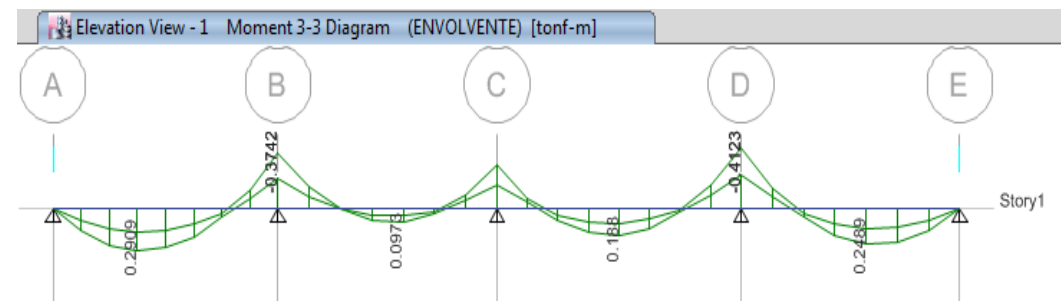 Elevation View - 1 Moment 3-3 Diagram (ENVOLVENTE) [tonf-m]
A B C D E
-0.3742 -0.4123
Story1
0.2909 0.0973 0.188 0.2489